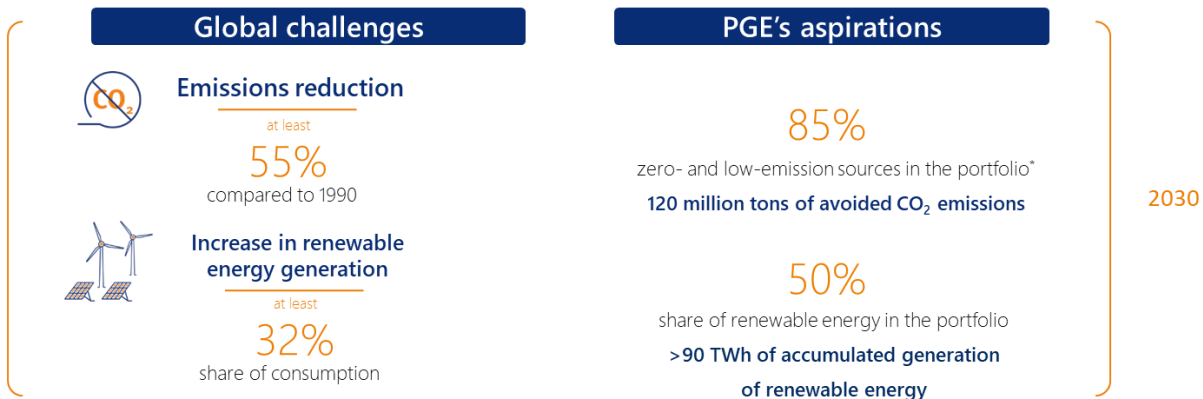 Global challenges
CO2
Emissions reduction
at least
55%
compared to 1990
Increase in renewable
energy generation
at least
32%
share of consumption
PGE's aspirations
85%
zero- and low-emission sources in the portfolio*
120 million tons of avoided CO₂ emissions
50%
share of renewable energy in the portfolio
>90 TWh of accumulated generation
of renewable energy
2030